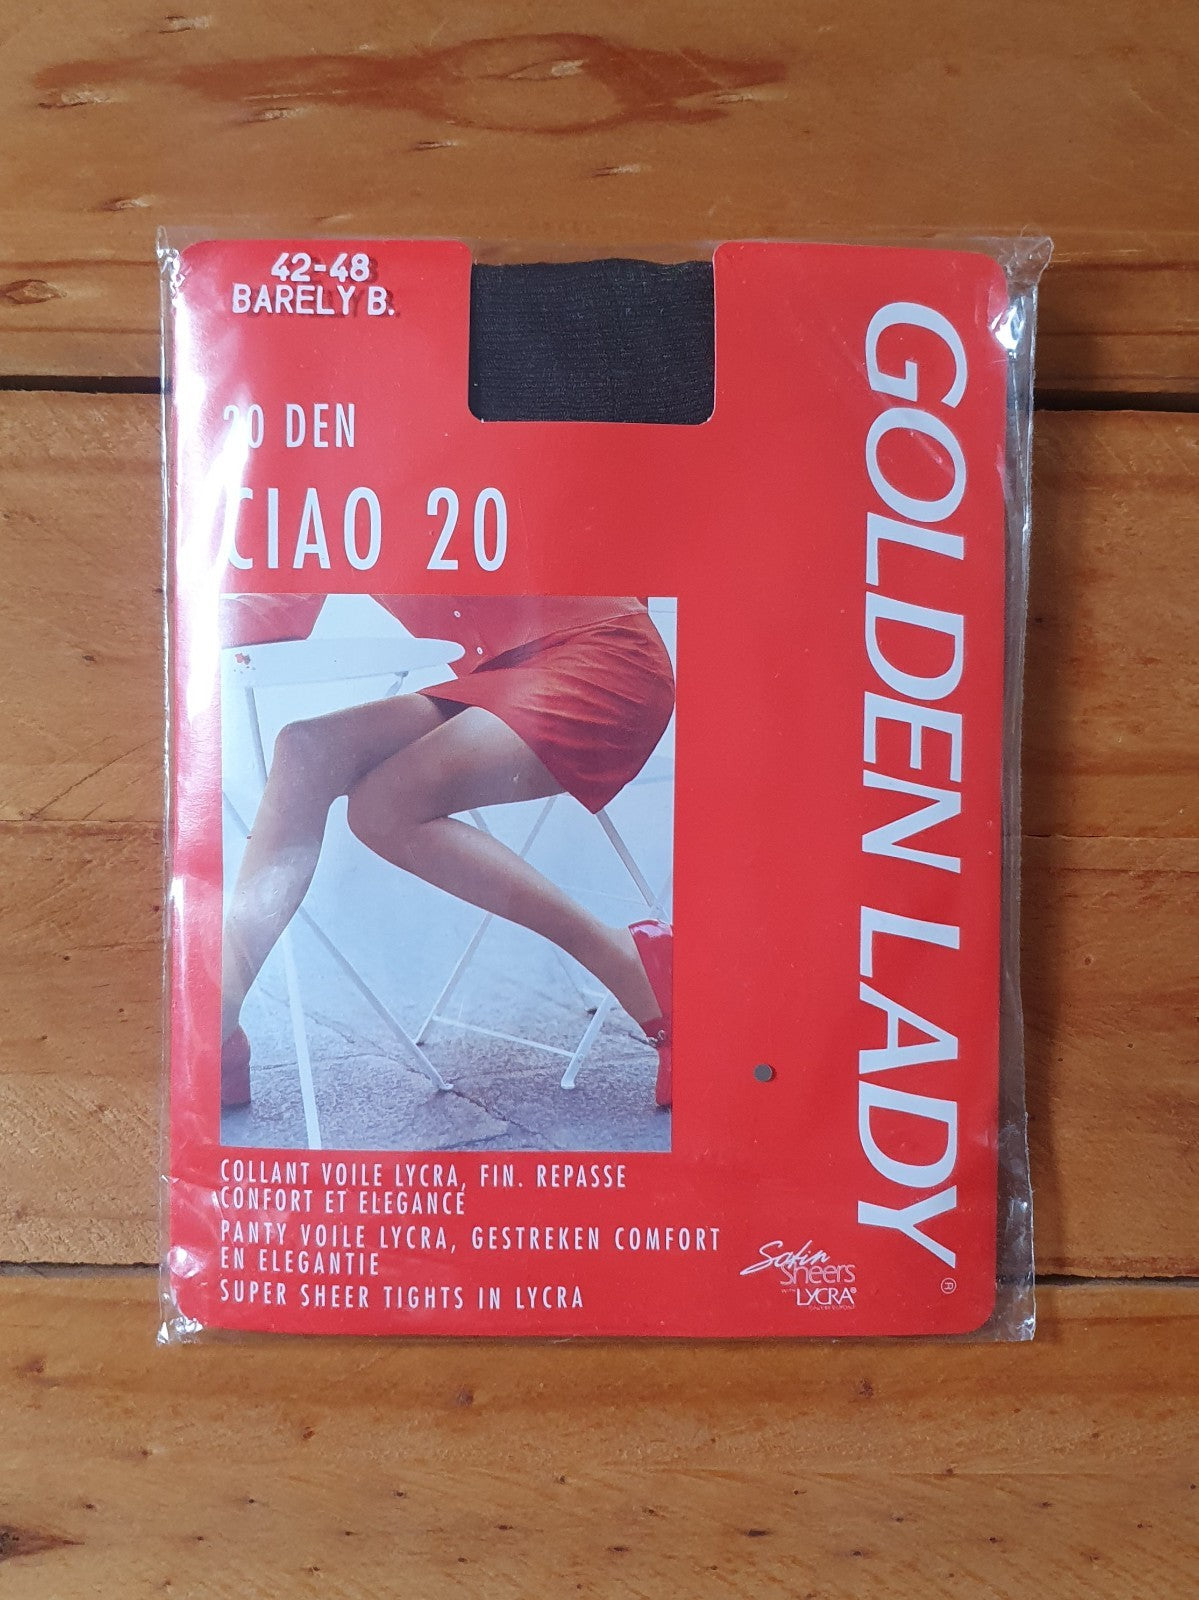 42-48
BARELY B.
20 DEN
CIAO 20
GOLDEN LADY®
COLLANT VOILE LYCRA, FIN. REPASSE
CONFORT ET ELEGANCE
PANTY VOILE LYCRA, GESTREKEN COMFORT
EN ELEGANTIE
SUPER SHEER TIGHTS IN LYCRA
Satin
Sheers
WITH
LYCRA®